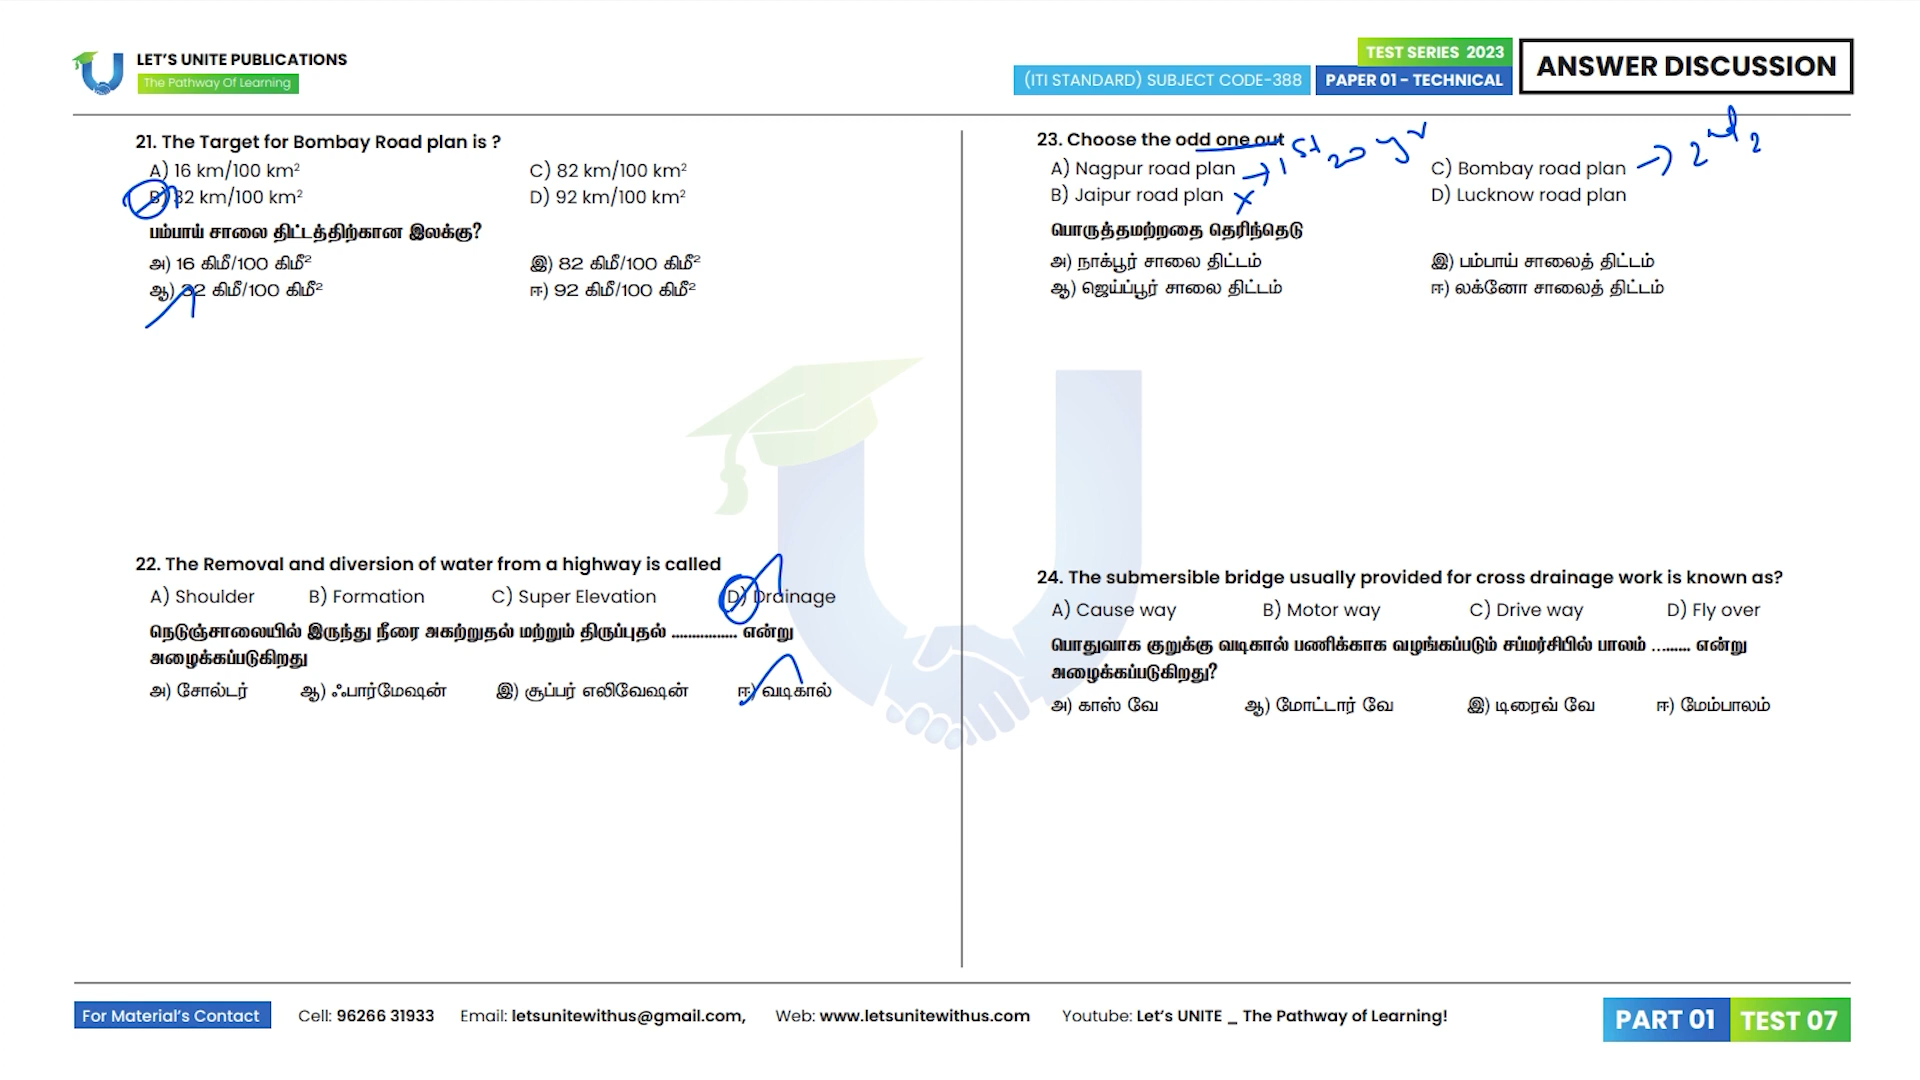 LET'S UNITE PUBLICATIONS
The Pathway Of Learning
TEST SERIES 2023
(ITI STANDARD) SUBJECT CODE-388
PAPER 01 - TECHNICAL
ANSWER DISCUSSION
21. The Target for Bombay Road plan is ?
A) 16 km/100 km²
C) 82 km/100 km²
B) 32 km/100 km²
D) 92 km/100 km²
பம்பாய் சாலை திட்டத்திற்கான இலக்கு?
அ) 16 கிமீ/100 கிமீ²
இ) 82 கிமீ/100 கிமீ²
ஆ) 32 கிமீ/100 கிமீ²
ஈ) 92 கிமீ/100 கிமீ²
22. The Removal and diversion of water from a highway is called
A) Shoulder B) Formation C) Super Elevation D) Drainage
நெடுஞ்சாலையில் இருந்து நீரை அகற்றுதல் மற்றும் திருப்புதல் ................ என்று
அழைக்கப்படுகிறது
அ) சோல்டர் ஆ) ஃபார்மேஷன் இ) சூப்பர் எலிவேஷன் ஈ) வடிகால்
23. Choose the odd one out
A) Nagpur road plan → 1st 20 yr
C) Bombay road plan → 2nd 2
B) Jaipur road plan x
D) Lucknow road plan
பொருத்தமற்றதை தெரிந்தெடு
அ) நாக்பூர் சாலை திட்டம்
இ) பம்பாய் சாலைத் திட்டம்
ஆ) ஜெய்ப்பூர் சாலை திட்டம்
ஈ) லக்னோ சாலைத் திட்டம்
24. The submersible bridge usually provided for cross drainage work is known as?
A) Cause way B) Motor way C) Drive way D) Fly over
பொதுவாக குறுக்கு வடிகால் பணிக்காக வழங்கப்படும் சப்மர்சிபில் பாலம் ......... என்று
அழைக்கப்படுகிறது?
அ) காஸ் வே ஆ) மோட்டார் வே இ) டிரைவ் வே ஈ) மேம்பாலம்
For Material's Contact Cell: 96266 31933 Email: letsunitewithus@gmail.com, Web: www.letsunitewithus.com Youtube: Let's UNITE _ The Pathway of Learning!
PART 01 TEST 07